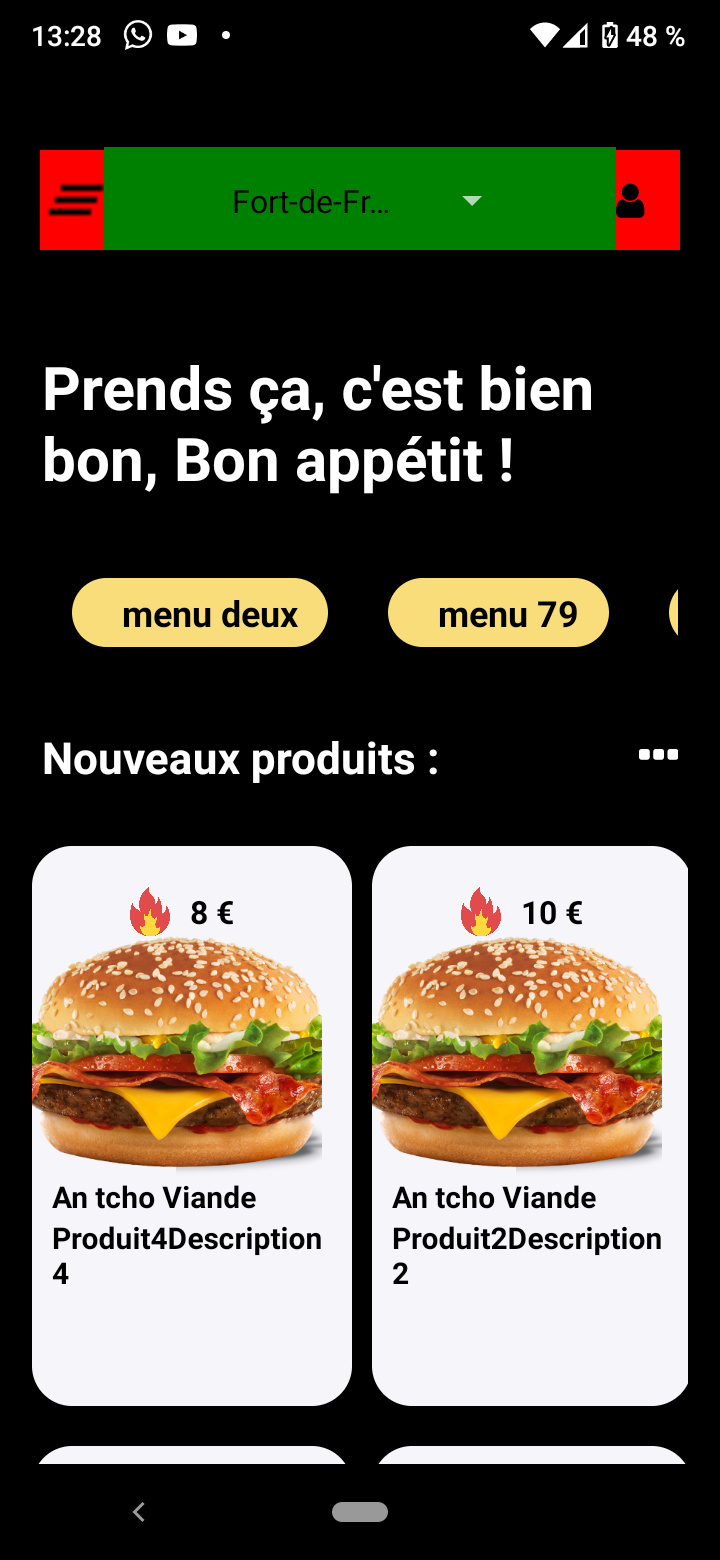 13:28
48 %
Fort-de-Fr...
Prends ça, c'est bien
bon, Bon appétit !
menu deux
menu 79
Nouveaux produits :
8 €
10 €
An tcho Viande
Produit4Description
4
An tcho Viande
Produit2Description
2